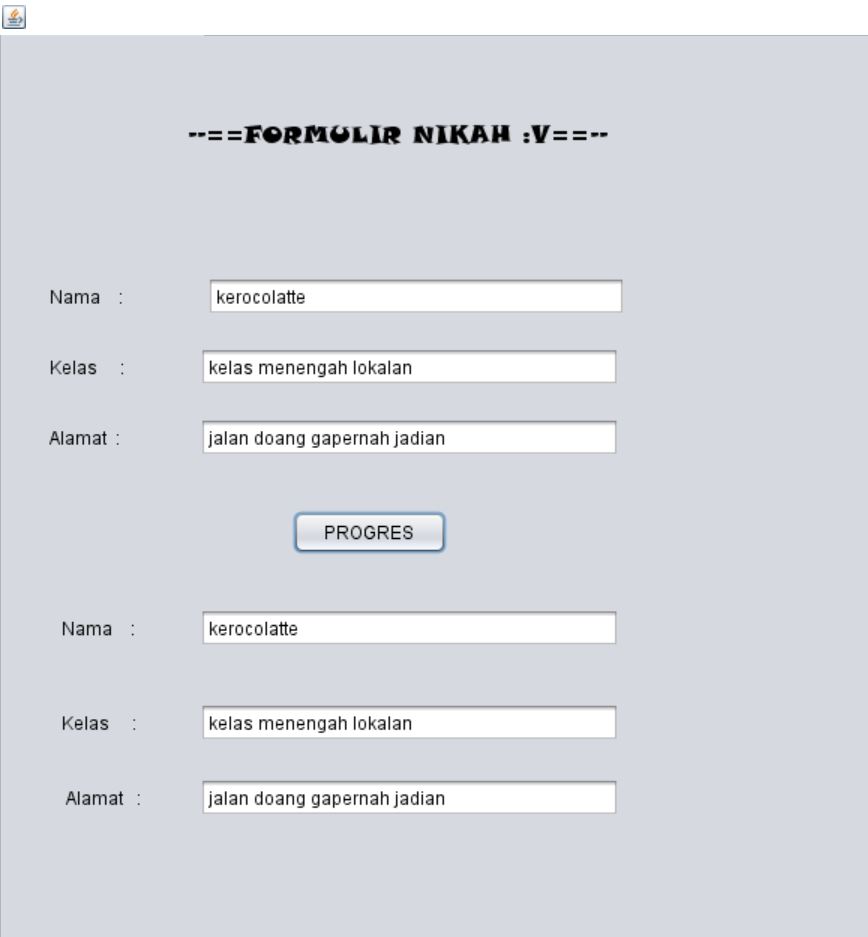 --==FORMULIR NIKAH :V==--
Nama : kerocolatte
Kelas : kelas menengah lokalan
Alamat : jalan doang gapernah jadian
PROGRES
Nama : kerocolatte
Kelas : kelas menengah lokalan
Alamat : jalan doang gapernah jadian